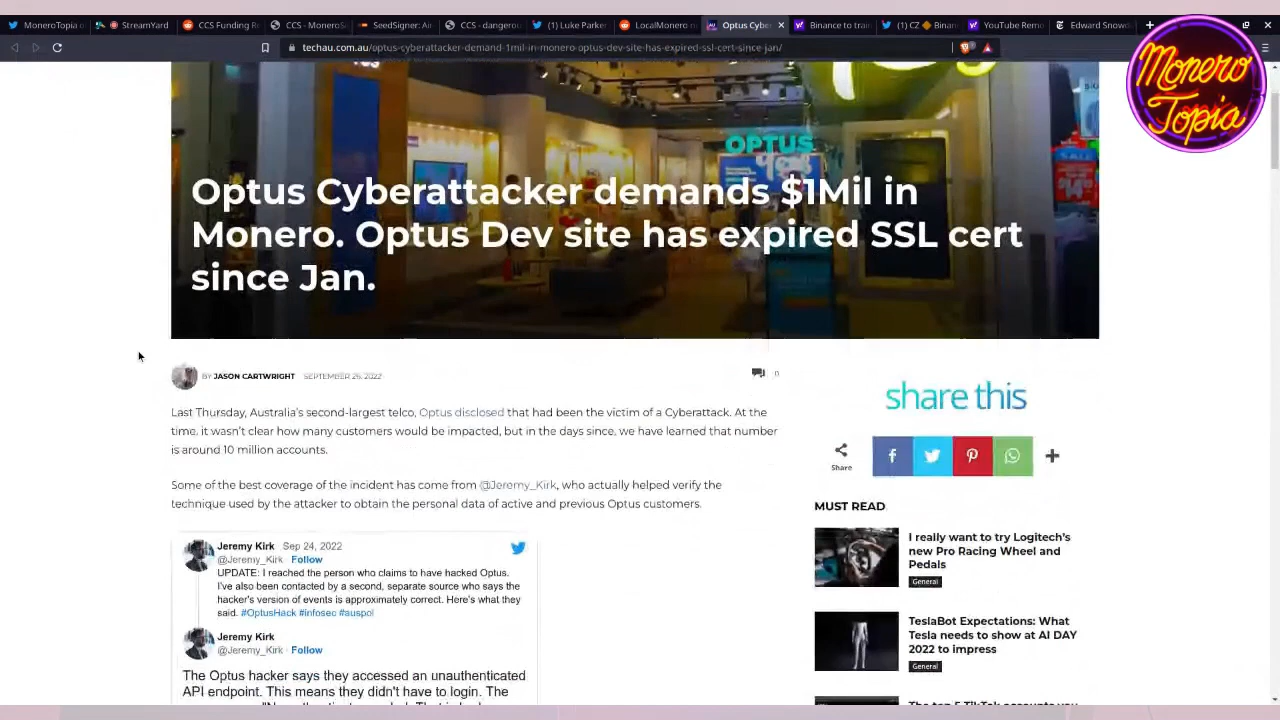 MoneroTopia o
StreamYard
CCS Funding R
CCS - MoneroSe
SeedSigner: Air
CCS - dangerou
(1) Luke Parker
LocalMonero n
Optus Cybe
Binance to train
(1) CZ Binan
YouTube Remo
Edward Snowd
techau.com.au/optus-cyberattacker-demand-1mil-in-monero-optus-dev-site-has-expired-ssl-cert-since-jan/
Monero
Topia
OPTUS
SALE
Optus Cyberattacker demands $1Mil in
Monero. Optus Dev site has expired SSL cert
since Jan.
BY JASON CARTWRIGHT SEPTEMBER 26, 2022
0
Last Thursday, Australia's second-largest telco, Optus disclosed that had been the victim of a Cyberattack. At the
time, it wasn't clear how many customers would be impacted, but in the days since, we have learned that number
is around 10 million accounts.
Some of the best coverage of the incident has come from @Jeremy_Kirk, who actually helped verify the
technique used by the attacker to obtain the personal data of active and previous Optus customers.
Jeremy Kirk Sep 24, 2022
@Jeremy_Kirk · Follow
UPDATE: I reached the person who claims to have hacked Optus.
I've also been contacted by a second, separate source who says the
hacker's version of events is approximately correct. Here's what they
said. #OptusHack #infosec #auspol
Jeremy Kirk
@Jeremy_Kirk · Follow
The Optus hacker says they accessed an unauthenticated
API endpoint. This means they didn't have to login. The
share this
Share
MUST READ
I really want to try Logitech's
new Pro Racing Wheel and
Pedals
General
TeslaBot Expectations: What
Tesla needs to show at AI DAY
2022 to impress
General